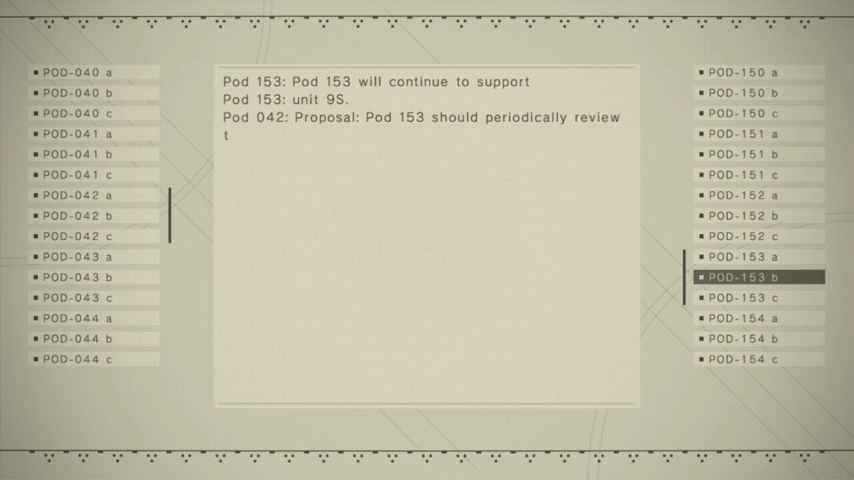 POD-040 a
POD-040 b
POD-040 c
POD-041 a
POD-041 b
POD-041 c
POD-042 a
POD-042 b
POD-042 c
POD-043 a
POD-043 b
POD-043 c
POD-044 a
POD-044 b
POD-044 c
Pod 153: Pod 153 will continue to support
Pod 153: unit 9S.
Pod 042: Proposal: Pod 153 should periodically review
t
POD-150 a
POD-150 b
POD-150 c
POD-151 a
POD-151 b
POD-151 c
POD-152 a
POD-152 b
POD-152 c
POD-153 a
POD-153 b
POD-153 c
POD-154 a
POD-154 b
POD-154 c